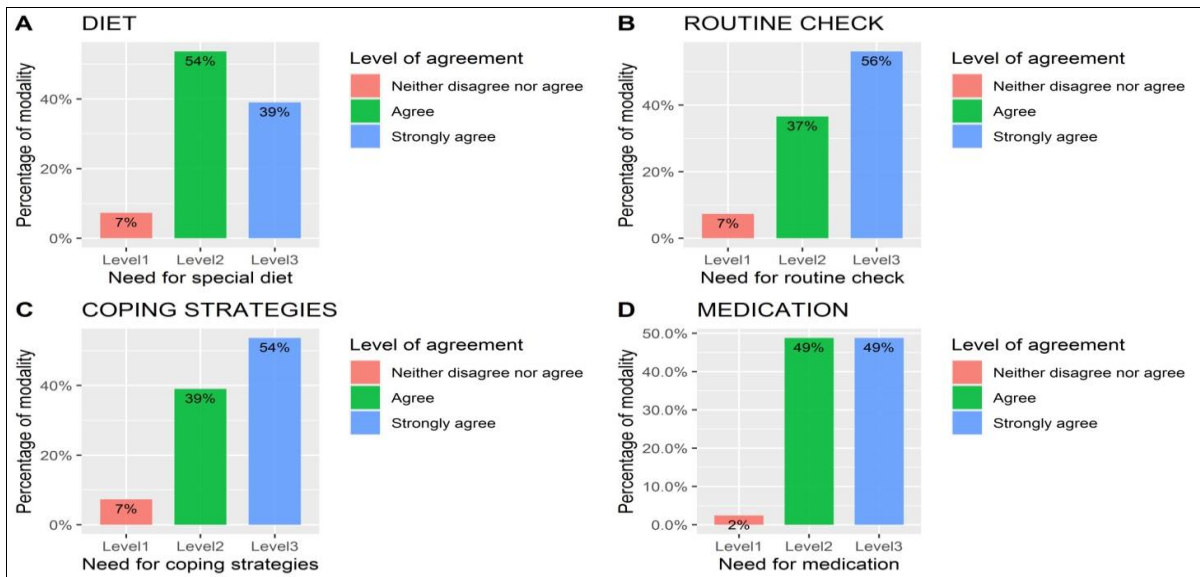 A DIET
Percentage of modality
40%
20%
0%
54%
39%
7%
Level1 Level2 Level3
Need for special diet
Level of agreement
Neither disagree nor agree
Agree
Strongly agree
B ROUTINE CHECK
Percentage of modality
40%
20%
0%
56%
37%
7%
Level1 Level2 Level3
Need for routine check
Level of agreement
Neither disagree nor agree
Agree
Strongly agree
C COPING STRATEGIES
Percentage of modality
40%
20%
0%
54%
39%
7%
Level1 Level2 Level3
Need for coping strategies
Level of agreement
Neither disagree nor agree
Agree
Strongly agree
D MEDICATION
Percentage of modality
50.0%
40.0%
30.0%
20.0%
10.0%
0.0%
49% 49%
2%
Level1 Level2 Level3
Need for medication
Level of agreement
Neither disagree nor agree
Agree
Strongly agree